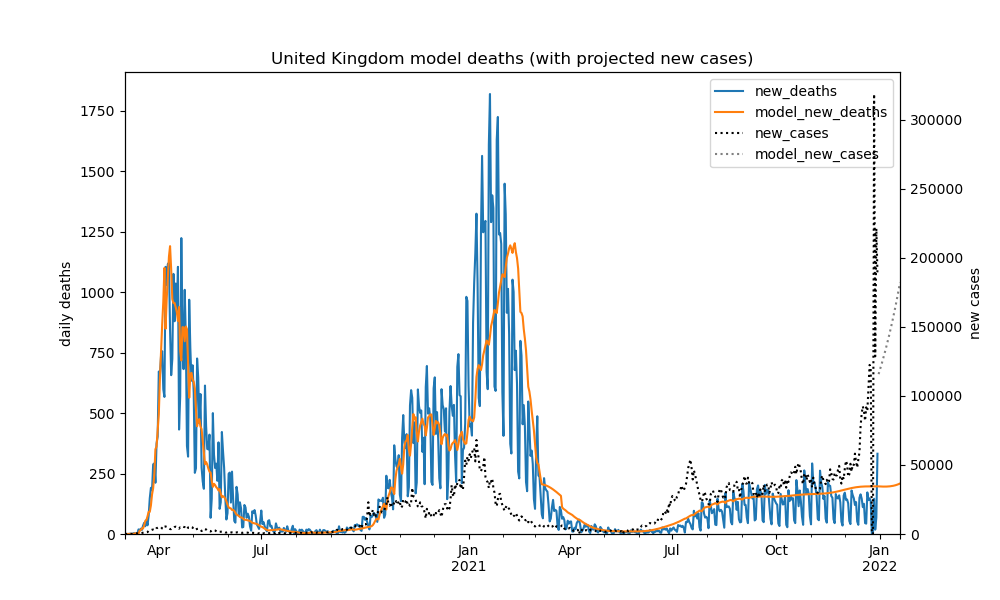 United Kingdom model deaths (with projected new cases)
new_deaths
model_new_deaths
new_cases
model_new_cases
daily deaths
1750
1500
1250
1000
750
500
250
0
300000
250000
200000
150000
100000
50000
0
new cases
Apr
Jul
Oct
Jan
2021
Apr
Jul
Oct
Jan
2022